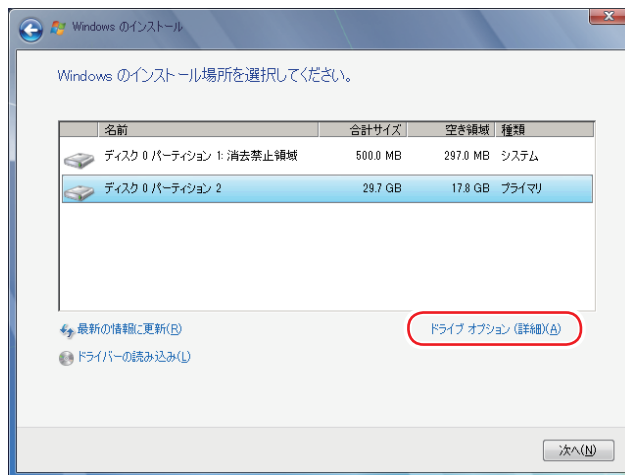 Windows のインストール
Windows のインストール場所を選択してください。
名前 合計サイズ 空き領域 種類
ディスク 0 パーティション 1: 消去禁止領域 500.0 MB 297.0 MB システム
ディスク 0 パーティション 2 29.7 GB 17.8 GB プライマリ
最新の情報に更新(R) ドライブ オプション (詳細)(A)
ドライバーの読み込み(L)
次へ(N)